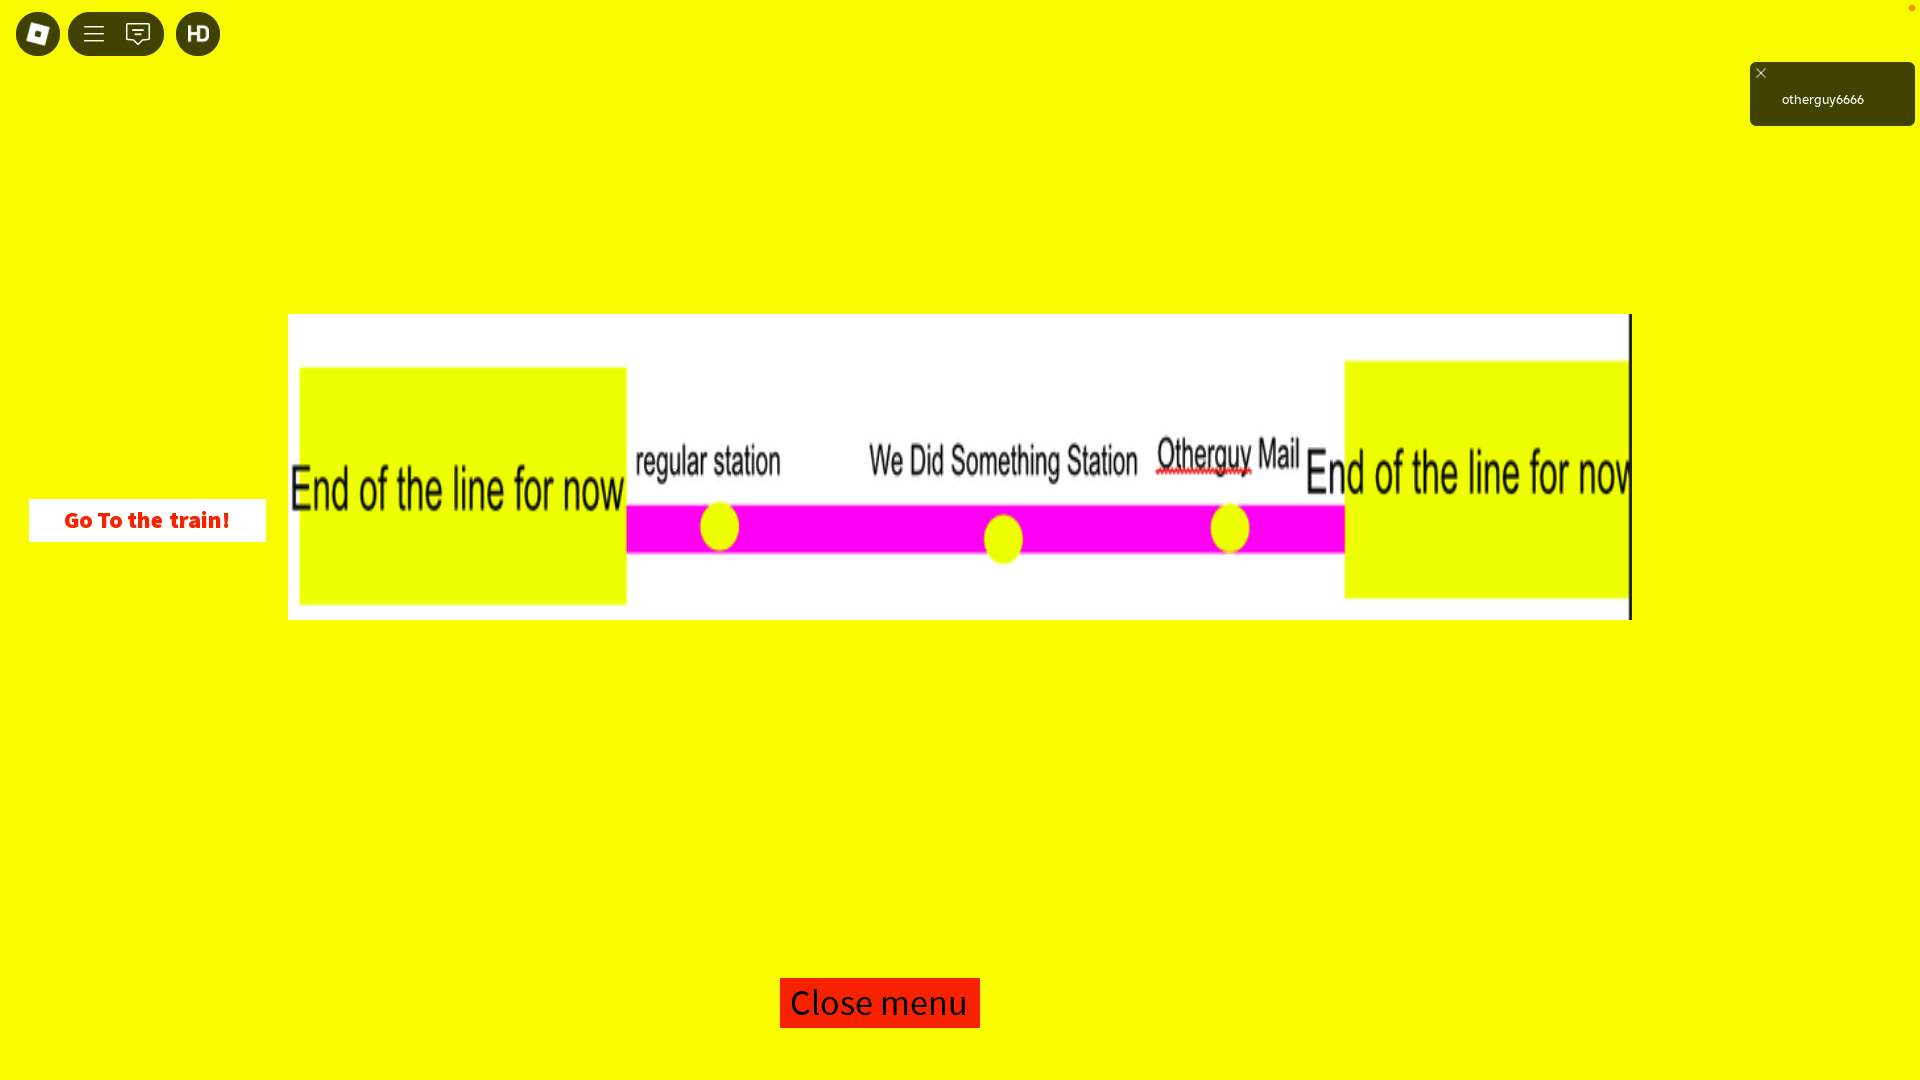 HD
otherguy6666
regular station
We Did Something Station
Otherguy Mail
End of the line for now
End of the line for now
Go To the train!
Close menu